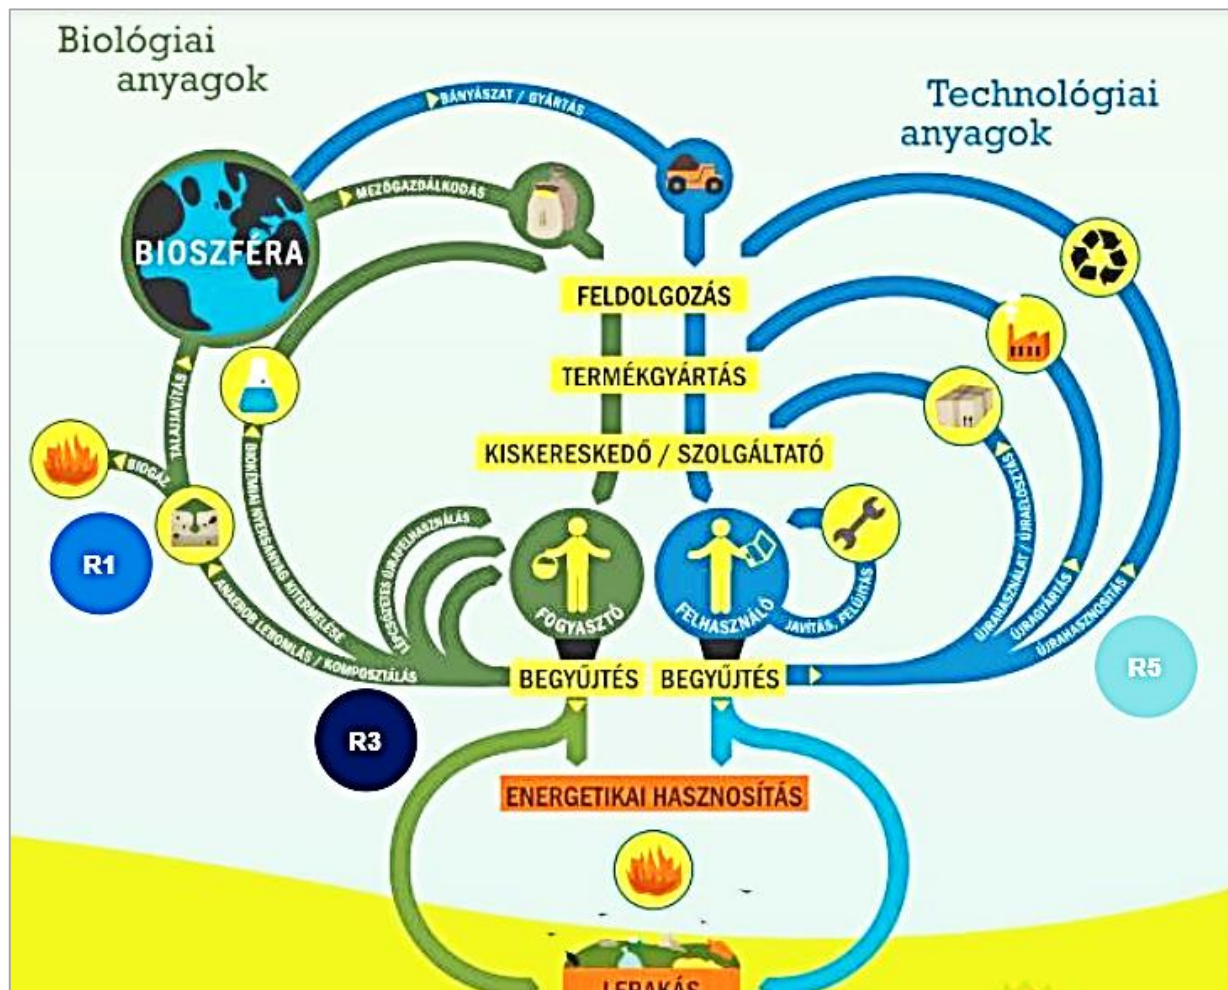 Biológiai
anyagok
Technológiai
anyagok
BÁNYÁSZAT / GYÁRTÁS
MEZŐGAZDÁLKODÁS
BIOSZFÉRA
FELDOLGOZÁS
TERMÉKGYÁRTÁS
KISKERESKEDŐ / SZOLGÁLTATÓ
TALAJJAVÍTÁS
BIOGÁZ
BIOKÉMIAI NYERSANYAG KITERMELÉSE
LÉPCSŐZETES ÚJRAFELHASZNÁLÁS
ANAEROB LEBOMLÁS / KOMPOSZTÁLÁS
R1
FOGYASZTÓ
FELHASZNÁLÓ
JAVÍTÁS, FELÚJÍTÁS
ÚJRAHASZNÁLAT / ÚJRAELOSZTÁS
ÚJRAGYÁRTÁS
ÚJRAHASZNOSÍTÁS
R5
BEGYŰJTÉS
BEGYŰJTÉS
R3
ENERGETIKAI HASZNOSÍTÁS
LERAKÁS